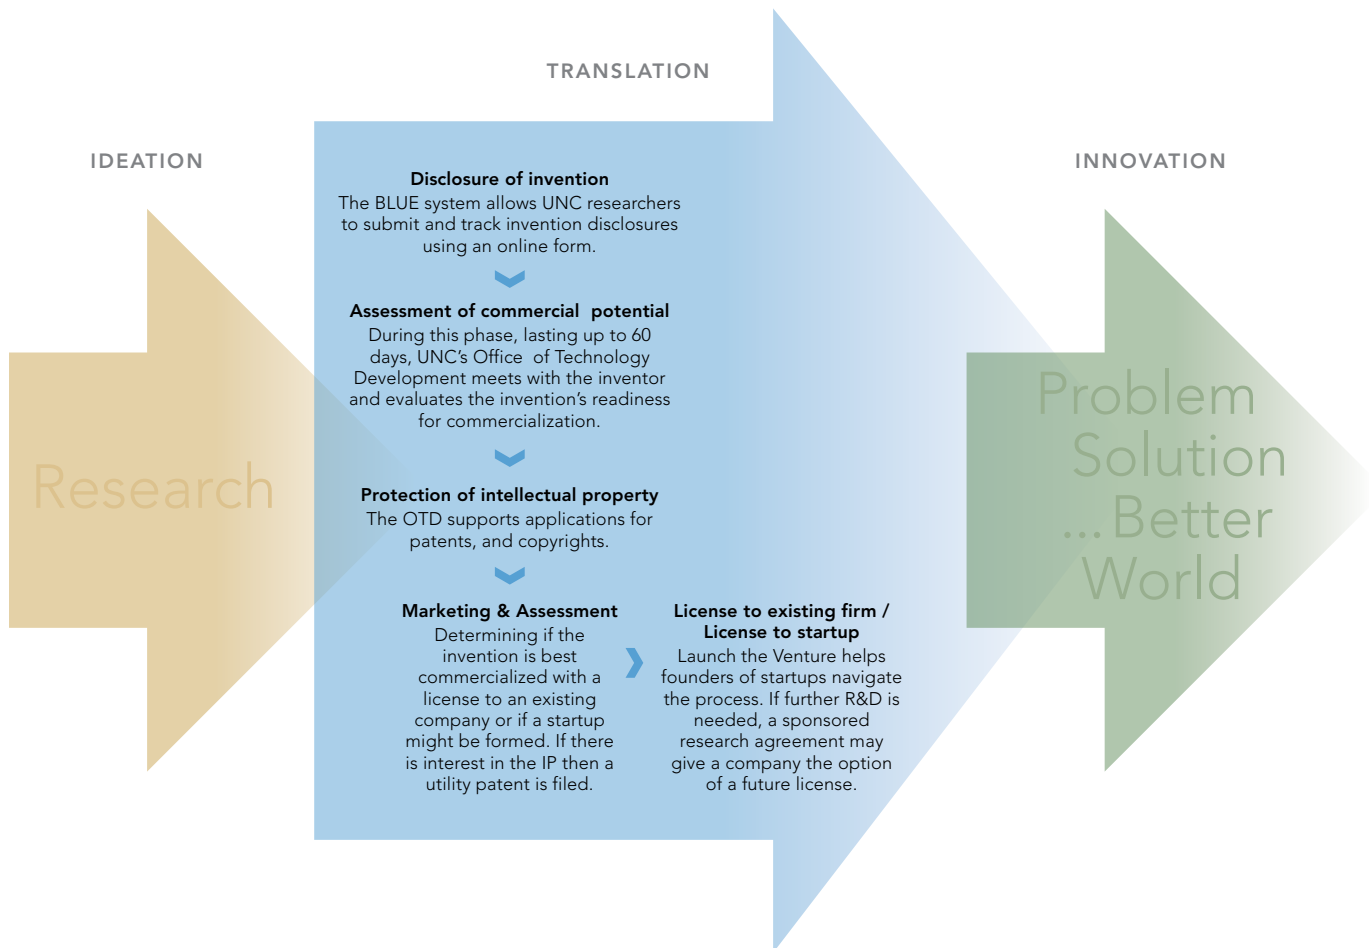 TRANSLATION
IDEATION
INNOVATION
Research
Disclosure of invention
The BLUE system allows UNC researchers
to submit and track invention disclosures
using an online form.
Assessment of commercial potential
During this phase, lasting up to 60
days, UNC's Office of Technology
Development meets with the inventor
and evaluates the invention's readiness
for commercialization.
Protection of intellectual property
The OTD supports applications for
patents, and copyrights.
Marketing & Assessment
Determining if the
invention is best
commercialized with a
license to an existing
company or if a startup
might be formed. If there
is interest in the IP then a
utility patent is filed.
License to existing firm /
License to startup
Launch the Venture helps
founders of startups navigate
the process. If further R&D is
needed, a sponsored
research agreement may
give a company the option
of a future license.
Problem
Solution
... Better
World